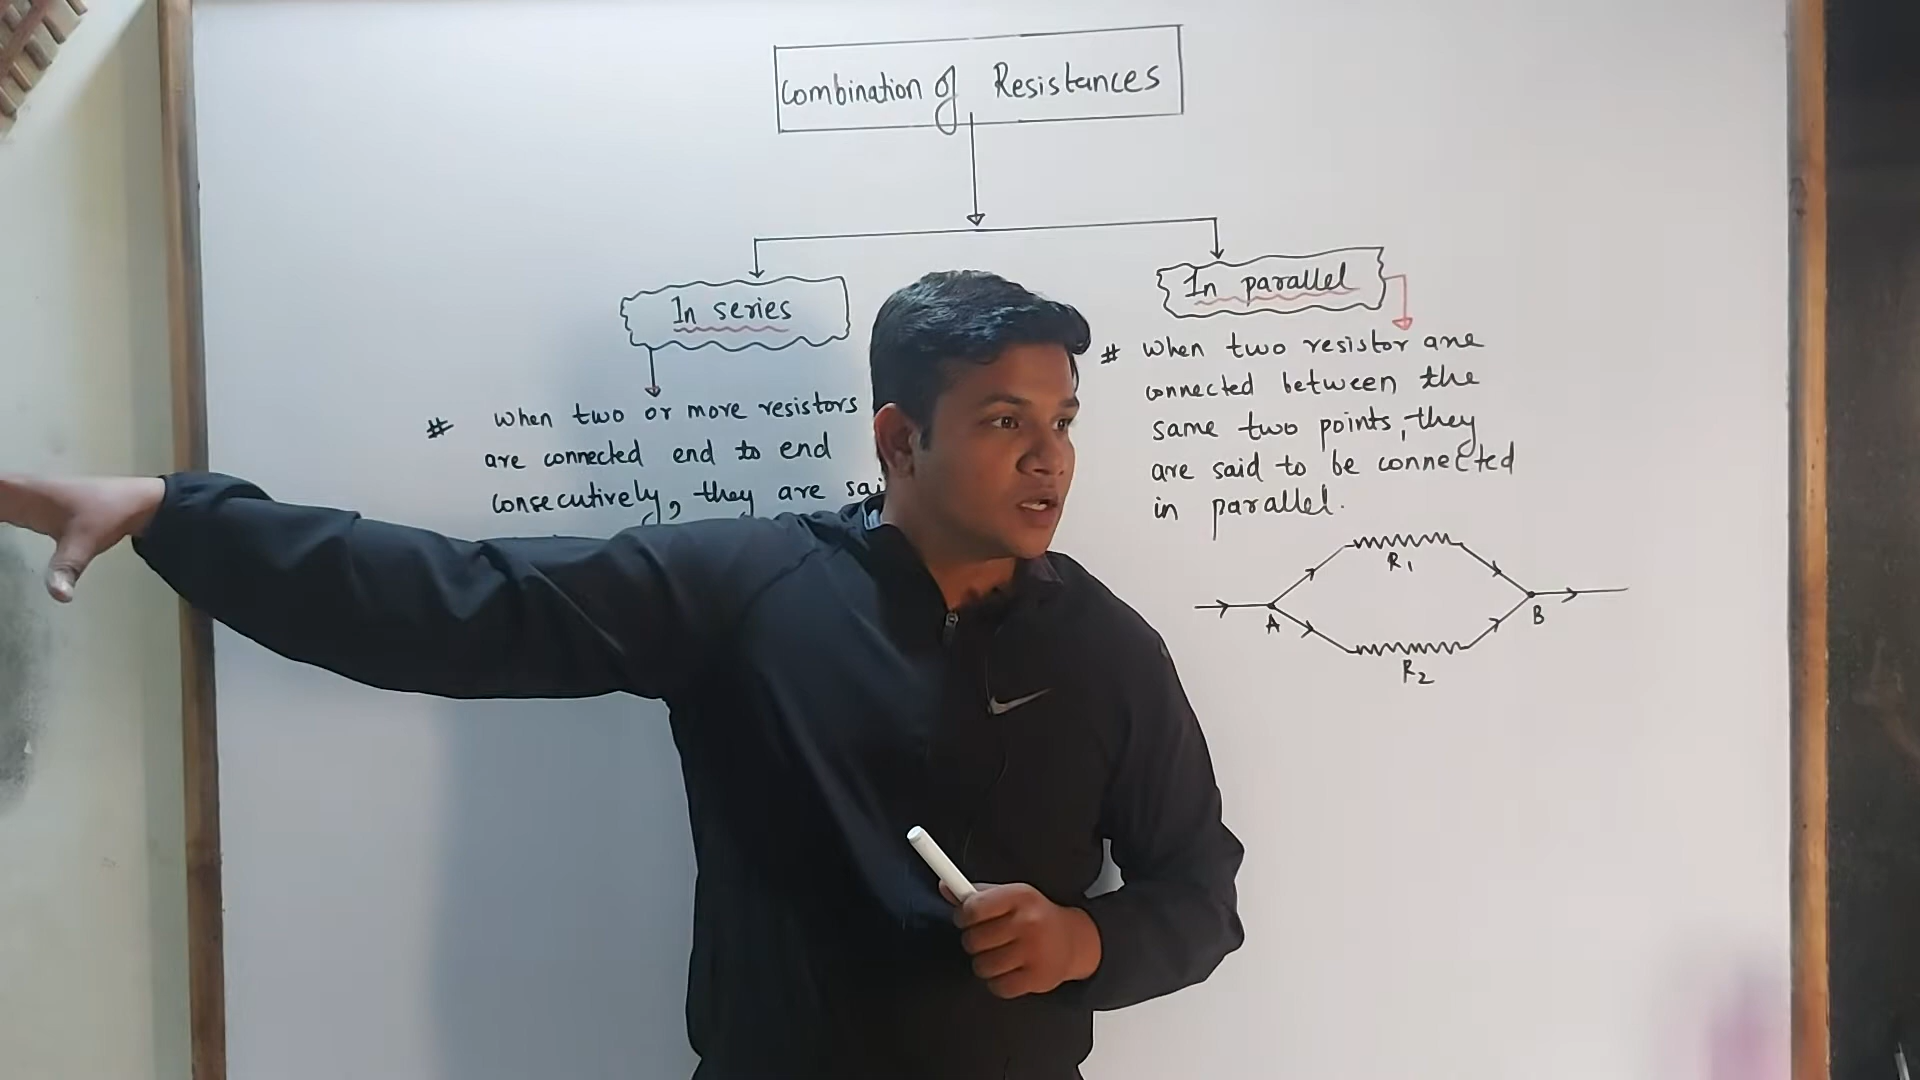 Combination of Resistances
In series
In parallel
# When two or more resistors
are connected end to end
consecutively, they are
# When two resistor are
connected between the
same two points, they
are said to be connected
in parallel.
R1
A
B
R2